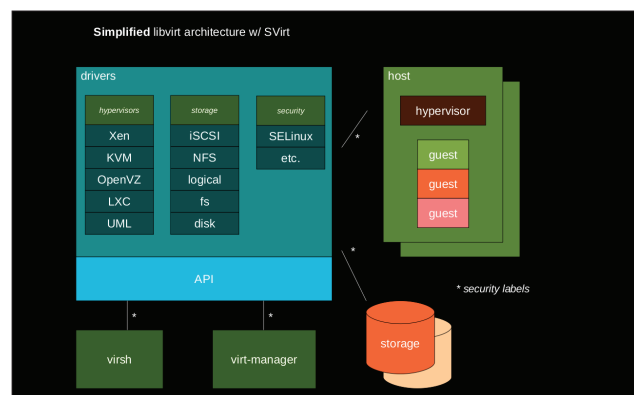 Simplified libvirt architecture w/ SVirt
drivers
hypervisors
Xen
KVM
OpenVZ
LXC
UML
storage
iSCSI
NFS
logical
fs
disk
security
SELinux
etc.
API
*
*
*
*
host
hypervisor
guest
guest
guest
* security labels
virsh
virt-manager
storage